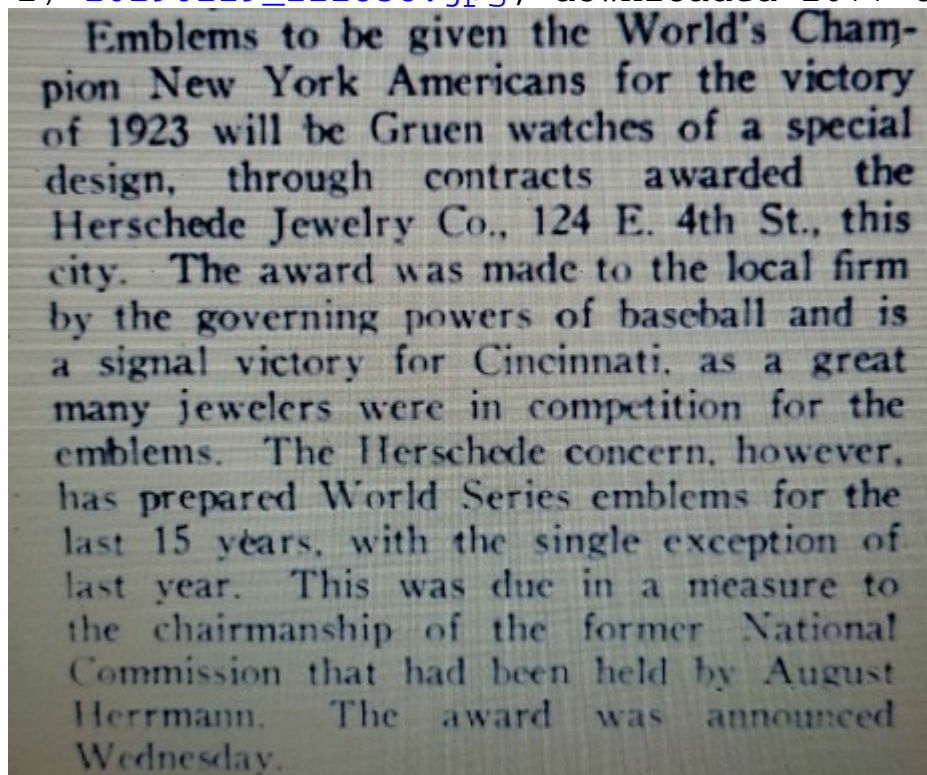 Emblems to be given the World's Cham-
pion New York Americans for the victory
of 1923 will be Gruen watches of a special
design, through contracts awarded the
Herschede Jewelry Co., 124 E. 4th St., this
city. The award was made to the local firm
by the governing powers of baseball and is
a signal victory for Cincinnati, as a great
many jewelers were in competition for the
emblems. The Herschede concern, however,
has prepared World Series emblems for the
last 15 years, with the single exception of
last year. This was due in a measure to
the chairmanship of the former National
Commission that had been held by August
Herrmann. The award was announced
Wednesday.